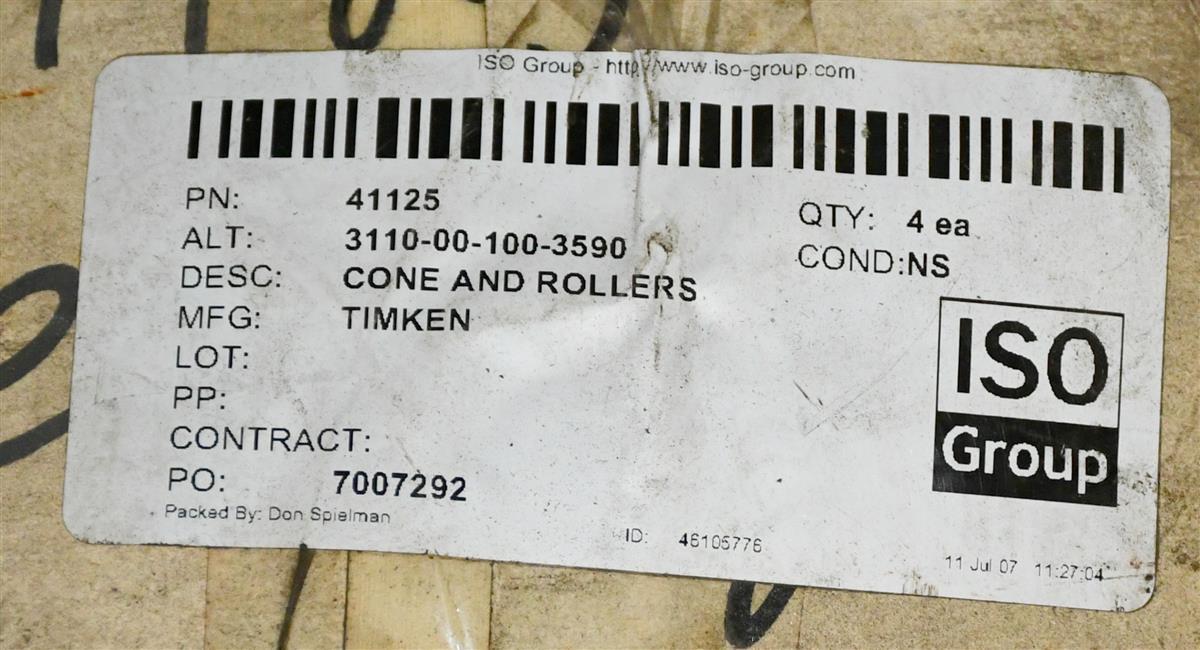 ISO Group - http://www.iso-group.com
PN: 41125
QTY: 4 ea
ALT: 3110-00-100-3590
COND:NS
DESC: CONE AND ROLLERS
MFG: TIMKEN
LOT:
PP:
CONTRACT:
PO: 7007292
Packed By: Don Spielman
ISO
Group
ID: 46105776
11 Jul 07 11:27:04